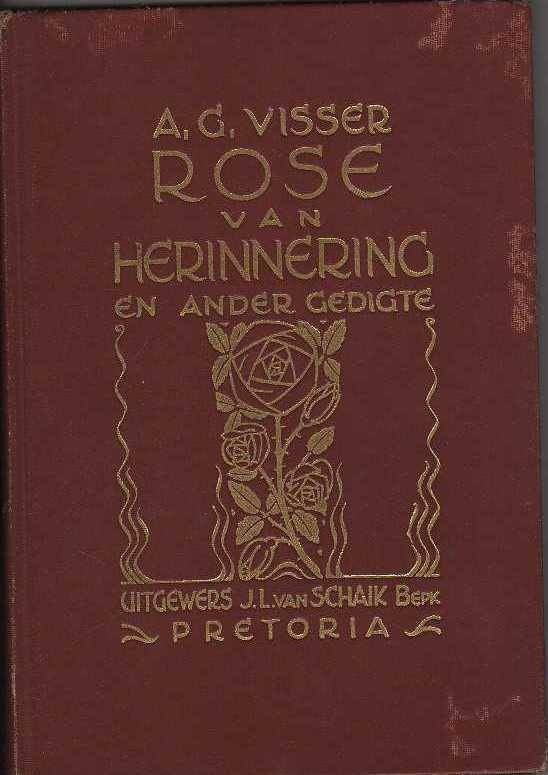 A. G. VISSER
ROSE
VAN
HERINNERING
EN ANDER GEDIGTE
UITGEWERS J. L. VAN SCHAIK BEPK
PRETORIA